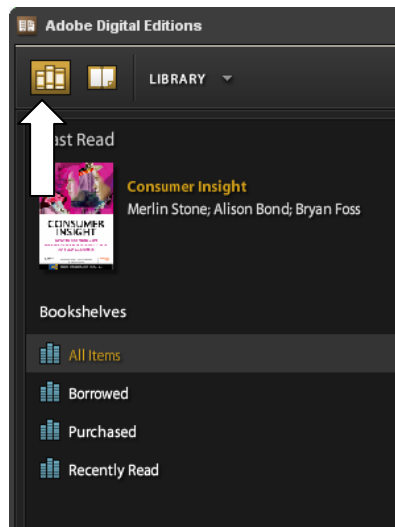 Adobe Digital Editions
LIBRARY
ast Read
Consumer Insight
Merlin Stone; Alison Bond; Bryan Foss
CONSUMER
INSIGHT
Bookshelves
All Items
Borrowed
Purchased
Recently Read